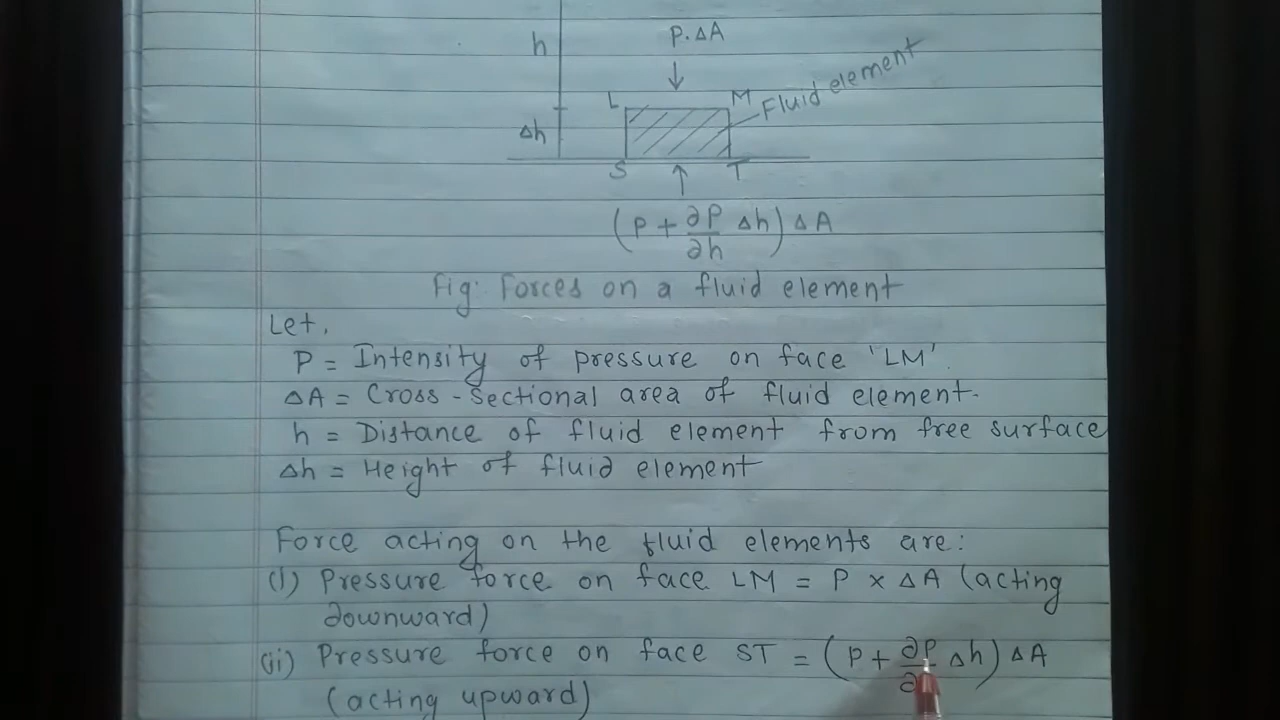 h
P.ΔA
L
M
Fluid element
Δh
S
T
(P + ∂P/∂h Δh) ΔA
Fig: Forces on a fluid element
Let,
P = Intensity of pressure on face 'LM'.
ΔA = Cross-sectional area of fluid element.
h = Distance of fluid element from free surface
Δh = Height of fluid element
Force acting on the fluid elements are:
(I) Pressure force on face LM = P × ΔA (acting
downward)
(ii) Pressure force on face ST = (P + ∂P/∂ Δh) ΔA
(acting upward)